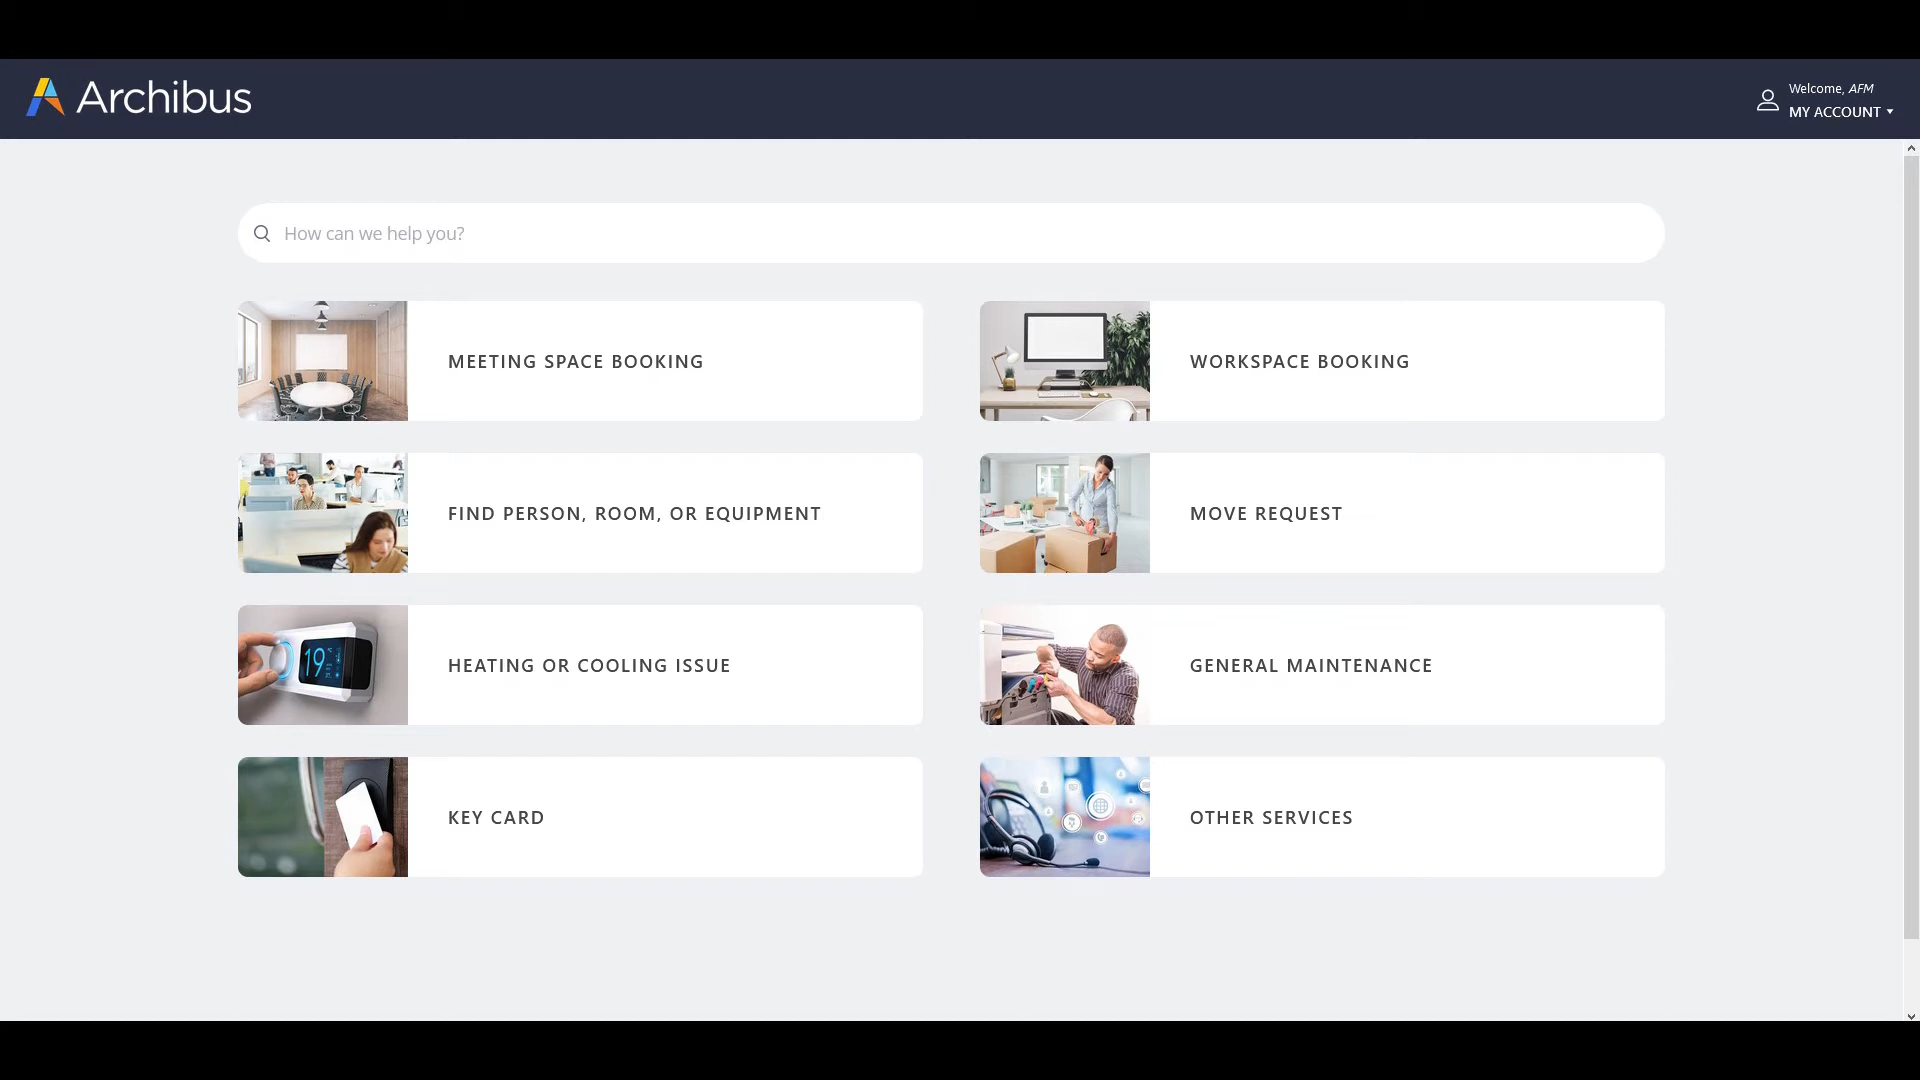 Archibus
Welcome, AFM
MY ACCOUNT
How can we help you?
MEETING SPACE BOOKING
WORKSPACE BOOKING
FIND PERSON, ROOM, OR EQUIPMENT
MOVE REQUEST
HEATING OR COOLING ISSUE
19
GENERAL MAINTENANCE
KEY CARD
OTHER SERVICES